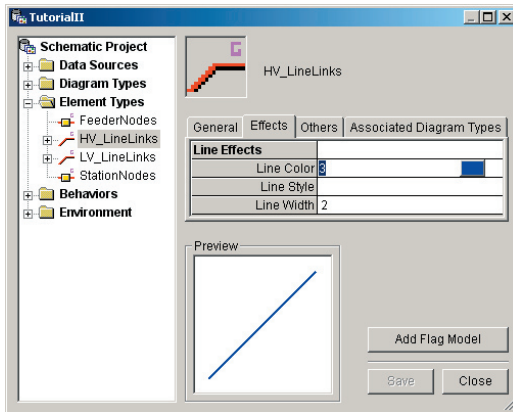 TutorialII
Schematic Project
Data Sources
Diagram Types
Element Types
FeederNodes
HV_LineLinks
LV_LineLinks
StationNodes
Behaviors
Environment
G
HV_LineLinks
General Effects Others Associated Diagram Types
Line Effects
Line Color 3
Line Style
Line Width 2
Preview
Add Flag Model
Save Close